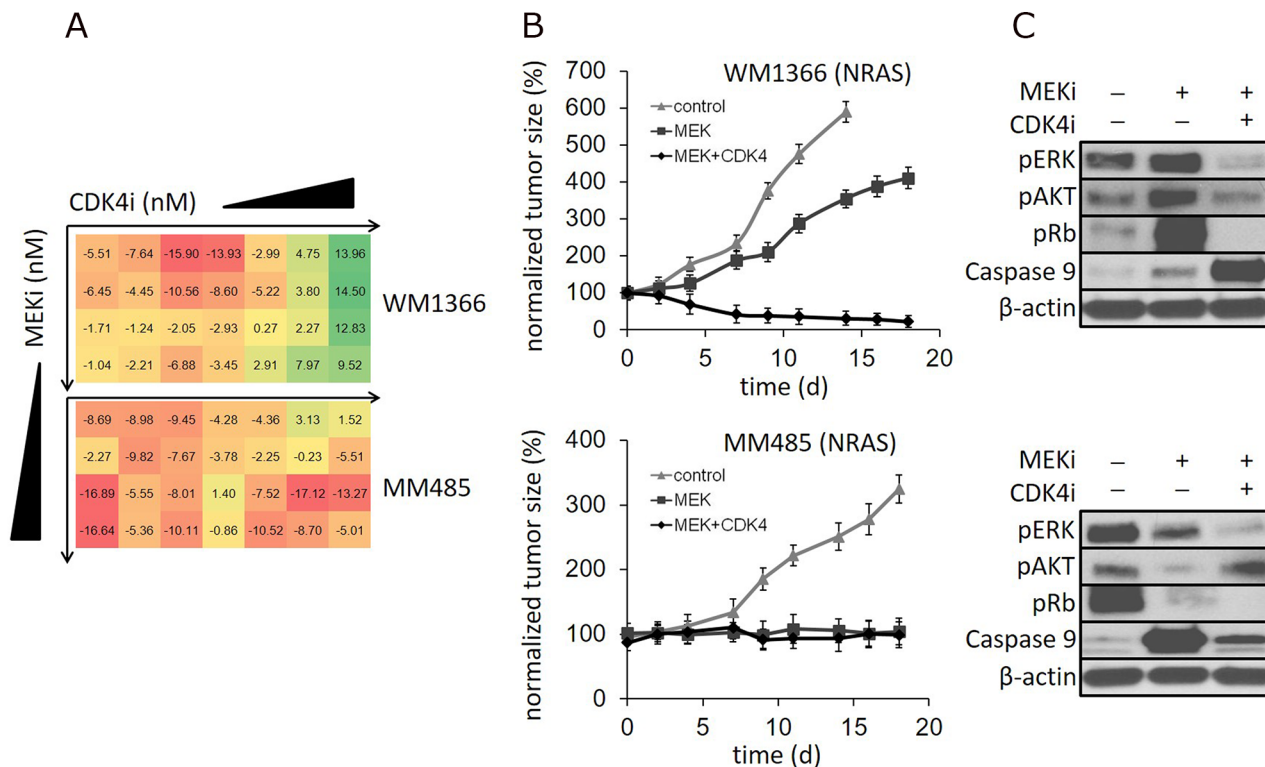 A
CDK4i (nM)
MEKi (nM)
-5.51 -7.64 -15.90 -13.93 -2.99 4.75 13.96
-6.45 -4.45 -10.56 -8.60 -5.22 3.80 14.50
-1.71 -1.24 -2.05 -2.93 0.27 2.27 12.83
-1.04 -2.21 -6.88 -3.45 2.91 7.97 9.52
WM1366
-8.69 -8.98 -9.45 -4.28 -4.36 3.13 1.52
-2.27 -9.82 -7.67 -3.78 -2.25 -0.23 -5.51
-16.89 -5.55 -8.01 1.40 -7.52 -17.12 -13.27
-16.64 -5.36 -10.11 -0.86 -10.52 -8.70 -5.01
MM485
B
WM1366 (NRAS)
normalized tumor size (%)
700
600
500
400
300
200
100
0
control
MEK
MEK+CDK4
0 5 10 15 20
time (d)
MM485 (NRAS)
normalized tumor size (%)
400
300
200
100
0
control
MEK
MEK+CDK4
0 5 10 15 20
time (d)
C
MEKi – + +
CDK4i – – +
pERK
pAKT
pRb
Caspase 9
β-actin
MEKi – + +
CDK4i – – +
pERK
pAKT
pRb
Caspase 9
β-actin